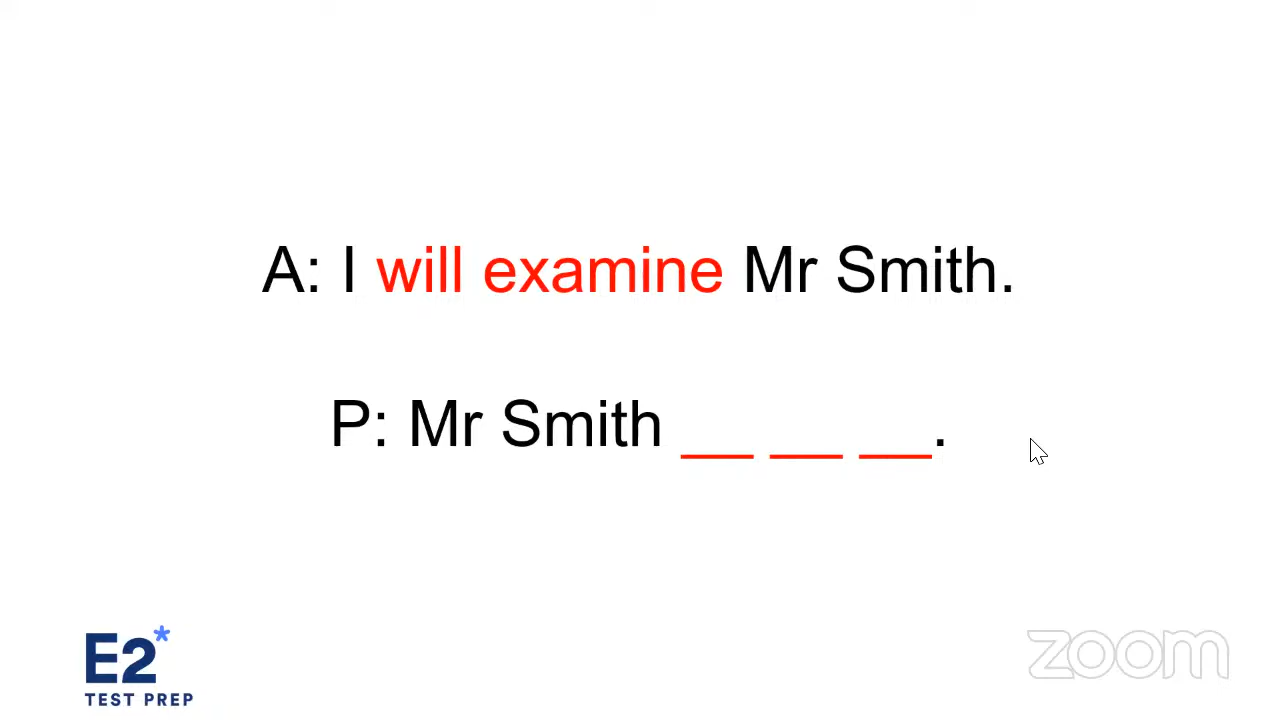 A: I will examine Mr Smith.
P: Mr Smith __ __ __.
E2*
TEST PREP
zoom